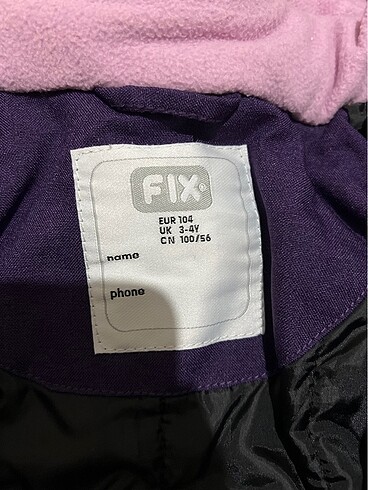 FIX®
EUR 104
UK 3-4Y
CN 100/56
name
phone